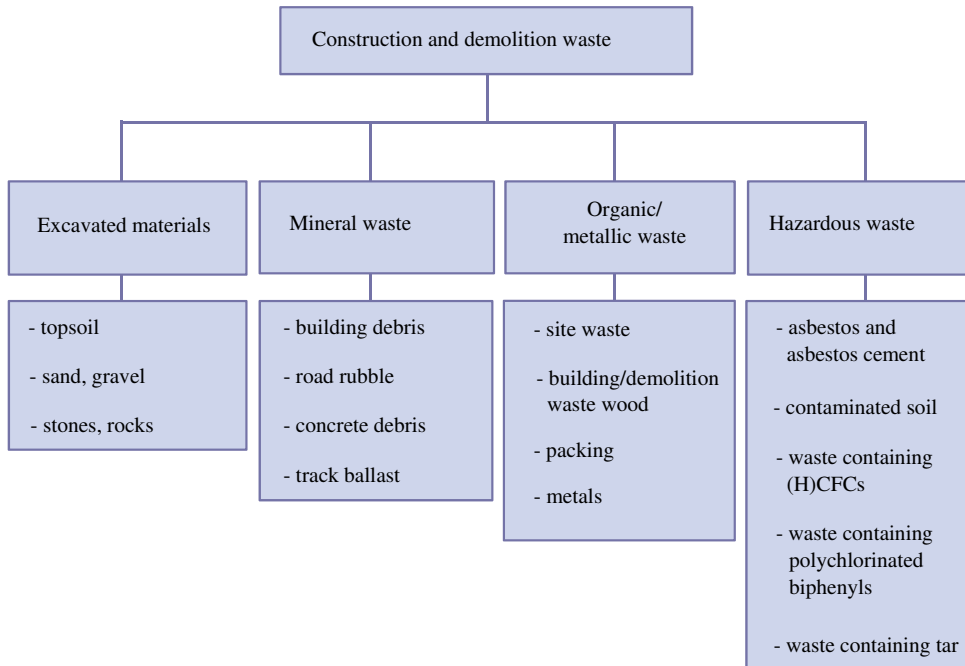 Construction and demolition waste
Excavated materials
Mineral waste
Organic/
metallic waste
Hazardous waste
- topsoil
- sand, gravel
- stones, rocks
- building debris
- road rubble
- concrete debris
- track ballast
- site waste
- building/demolition
waste wood
- packing
- metals
- asbestos and
asbestos cement
- contaminated soil
- waste containing
(H)CFCs
- waste containing
polychlorinated
biphenyls
- waste containing tar